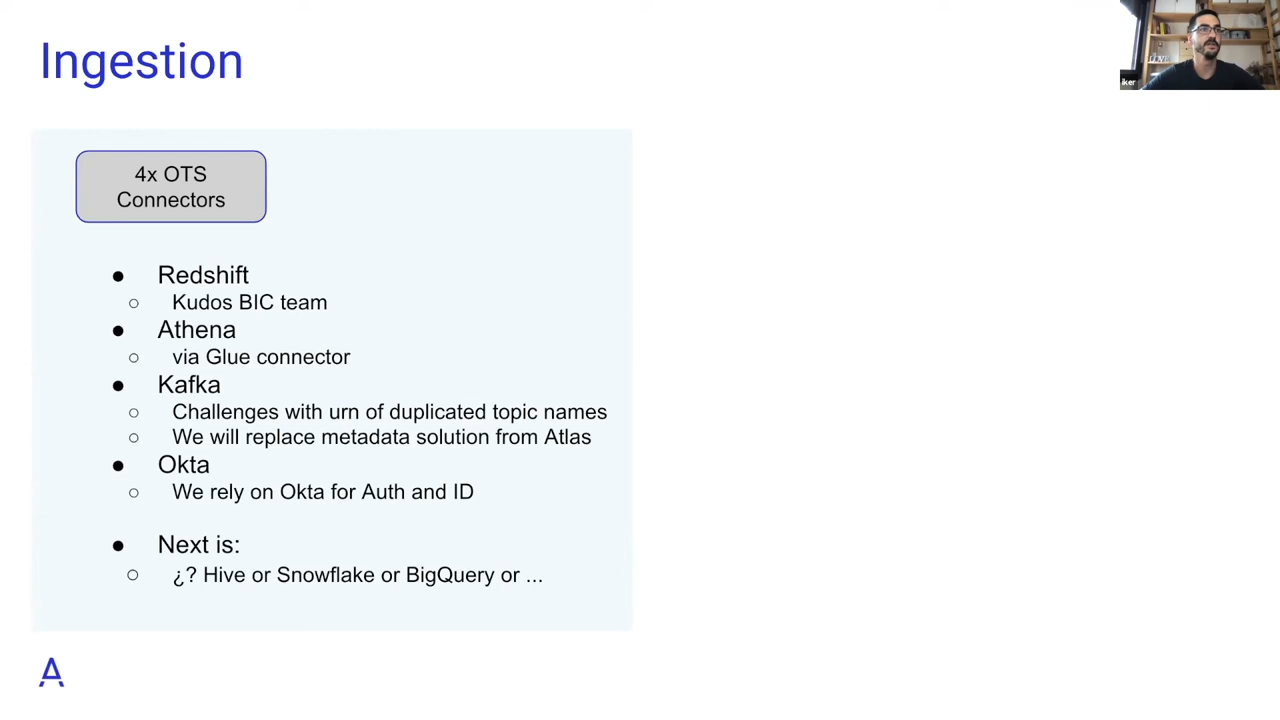 Ingestion
4x OTS
Connectors
● Redshift
○ Kudos BIC team
● Athena
○ via Glue connector
● Kafka
○ Challenges with urn of duplicated topic names
○ We will replace metadata solution from Atlas
● Okta
○ We rely on Okta for Auth and ID
● Next is:
○ ¿? Hive or Snowflake or BigQuery or ...